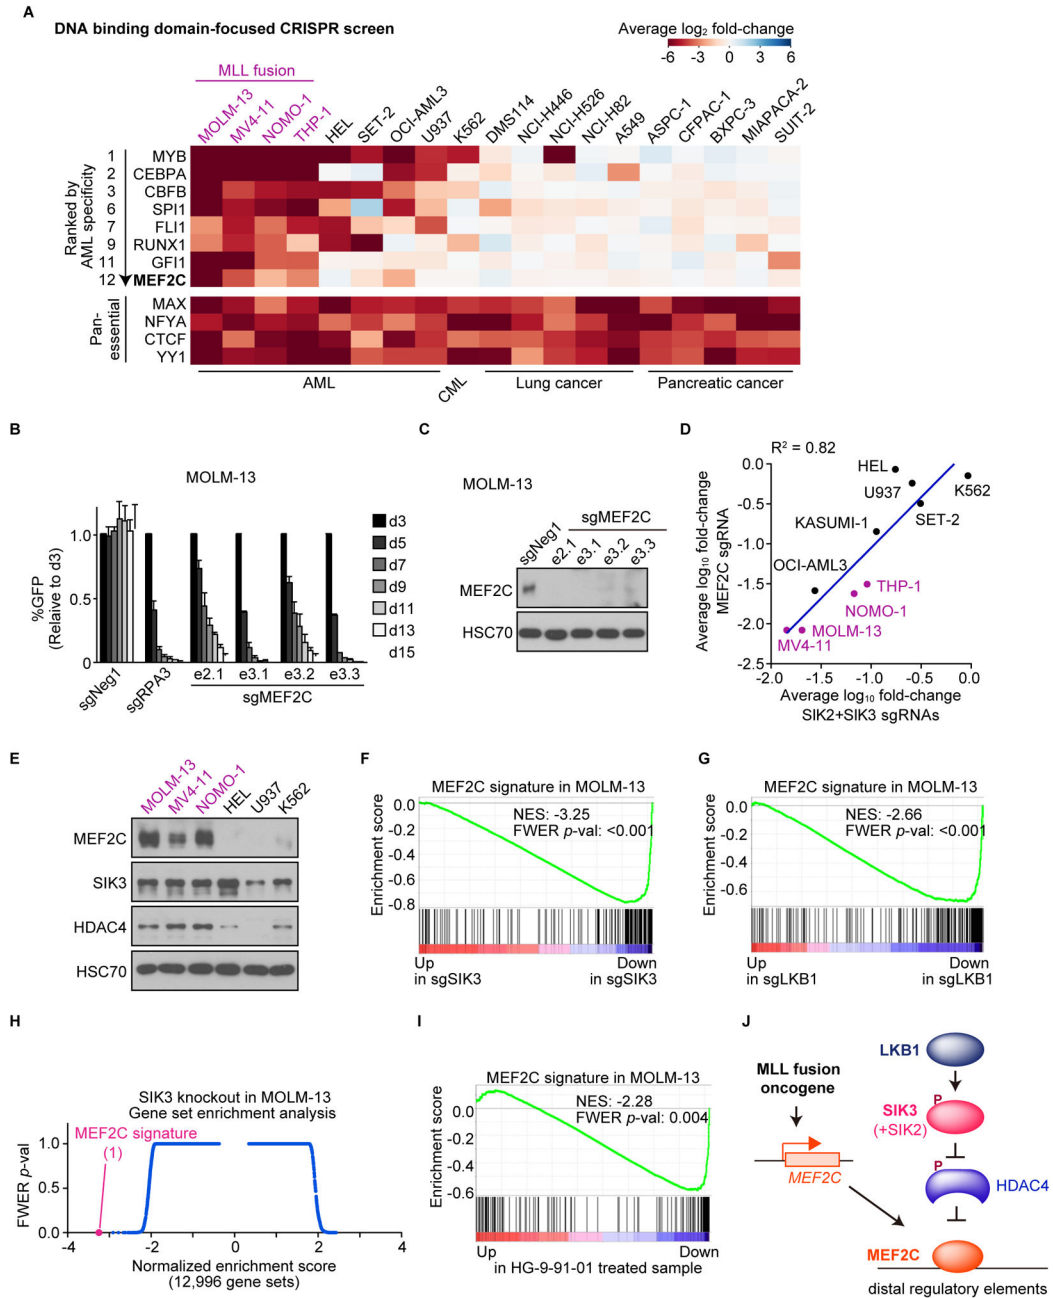 A
DNA binding domain-focused CRISPR screen
Average log2 fold-change
-6 -3 0 3 6
MLL fusion
MOLM-13 MV4-11 NOMO-1 THP-1 HEL SET-2 OCI-AML3 U937 K562 DMS114 NCI-H446 NCI-H526 NCI-H82 A549 ASPC-1 CFPAC-1 BXPC-3 MIAPACA-2 SUIT-2
Ranked by
AML specificity
1 MYB
2 CEBPA
3 CBFB
6 SPI1
7 FLI1
9 RUNX1
11 GFI1
12 MEF2C
Pan-
essential
MAX
NFYA
CTCF
YY1
AML CML Lung cancer Pancreatic cancer
B
MOLM-13
%GFP
(Relaive to d3)
1.0
0.5
0
d3
d5
d7
d9
d11
d13
d15
sgNeg1 sgRPA3 e2.1 e3.1 e3.2 e3.3
sgMEF2C
C
MOLM-13
sgMEF2C
sgNeg1 e2.1 e3.1 e3.2 e3.3
MEF2C
HSC70
D
R2 = 0.82
Average log10 fold-change
MEF2C sgRNA
0.0
-0.5
-1.0
-1.5
-2.0
-2.5
HEL
U937
K562
SET-2
KASUMI-1
OCI-AML3
THP-1
NOMO-1
MOLM-13
MV4-11
-2.0 -1.5 -1.0 -0.5 0.0
Average log10 fold-change
SIK2+SIK3 sgRNAs
E
MOLM-13 MV4-11 NOMO-1 HEL U937 K562
MEF2C
SIK3
HDAC4
HSC70
F
MEF2C signature in MOLM-13
NES: -3.25
FWER p-val: <0.001
Enrichment score
0.0
-0.2
-0.4
-0.6
-0.8
Up Down
in sgSIK3 in sgSIK3
G
MEF2C signature in MOLM-13
NES: -2.66
FWER p-val: <0.001
Enrichment score
0.0
-0.2
-0.4
-0.6
Up Down
in sgLKB1 in sgLKB1
H
SIK3 knockout in MOLM-13
Gene set enrichment analysis
MEF2C signature
(1)
FWER p-val
1.0
0.5
0.0
-4 -2 0 2 4
Normalized enrichment score
(12,996 gene sets)
I
MEF2C signature in MOLM-13
NES: -2.28
FWER p-val: 0.004
Enrichment score
0.0
-0.2
-0.4
-0.6
Up Down
in HG-9-91-01 treated sample
J
LKB1
MLL fusion
oncogene
P
SIK3
(+SIK2)
MEF2C
P
HDAC4
MEF2C
distal regulatory elements